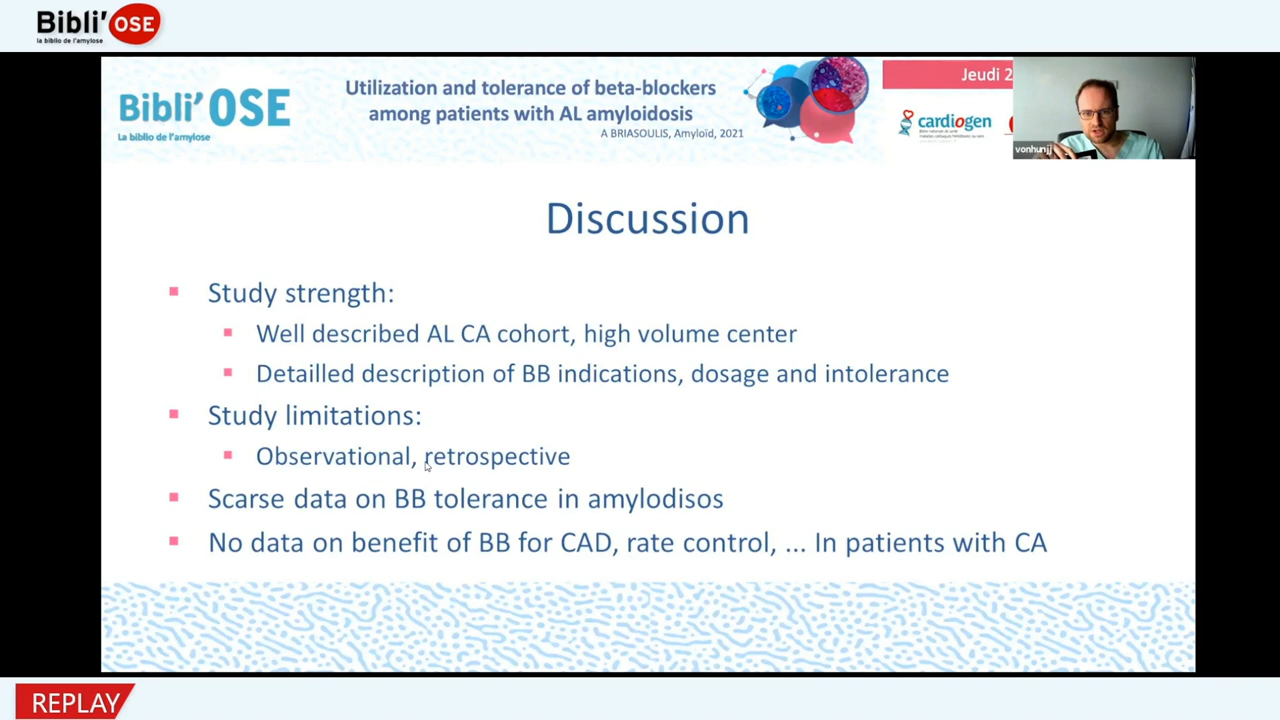 Bibli'OSE
la biblio de l'amylose
Bibli'OSE
La biblio de l'amylose
Utilization and tolerance of beta-blockers
among patients with AL amyloidosis
A BRIASOULIS, Amyloïd, 2021
Jeudi 2
cardiogen
vonhunjj
Discussion
Study strength:
Well described AL CA cohort, high volume center
Detailled description of BB indications, dosage and intolerance
Study limitations:
Observational, retrospective
Scarse data on BB tolerance in amylodisos
No data on benefit of BB for CAD, rate control, ... In patients with CA
REPLAY